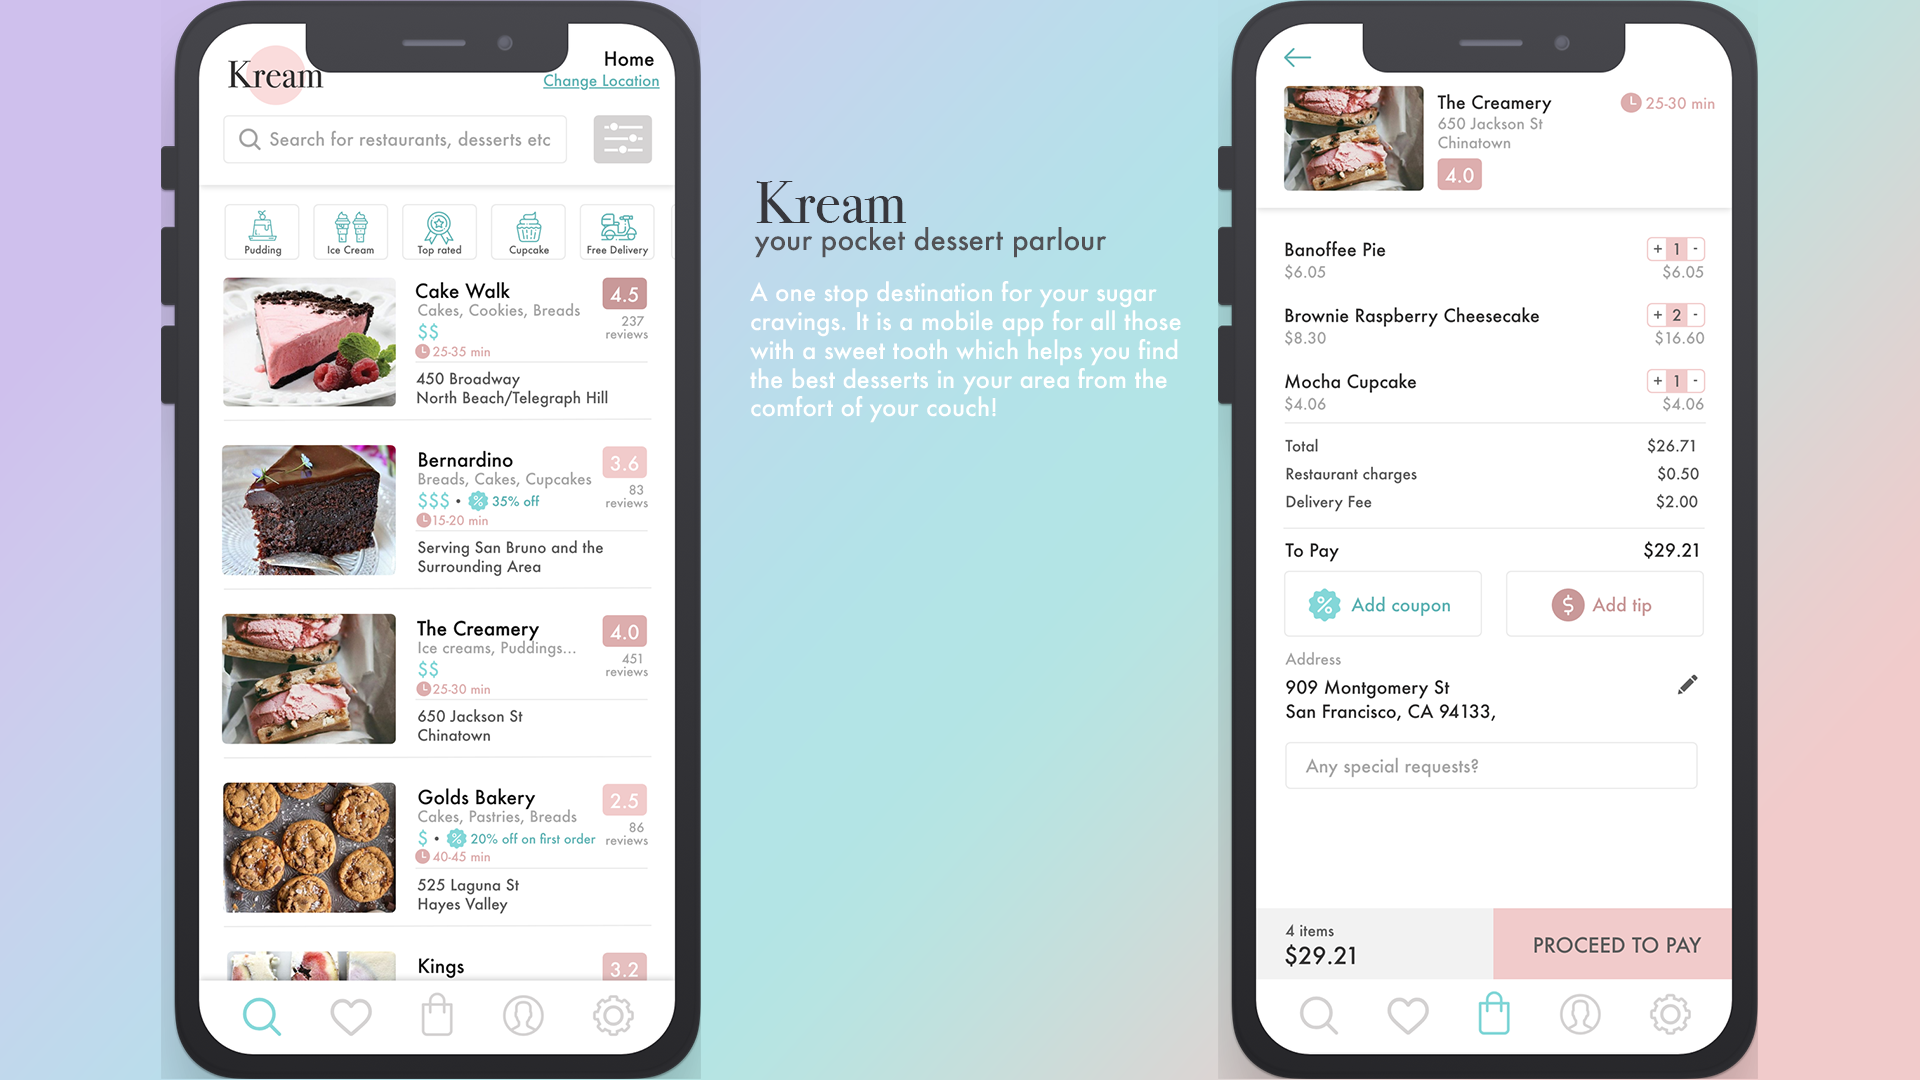 Kream
Home
Change Location
Search for restaurants, desserts etc
Pudding
Ice Cream
Top rated
Cupcake
Free Delivery
Cake Walk
4.5
Cakes, Cookies, Breads
237
reviews
$$
25-35 min
450 Broadway
North Beach/Telegraph Hill
Bernardino
3.6
Breads, Cakes, Cupcakes
83
reviews
$$$ • % 35% off
15-20 min
Serving San Bruno and the
Surrounding Area
The Creamery
4.0
Ice creams, Puddings...
451
reviews
$$
25-30 min
650 Jackson St
Chinatown
Golds Bakery
2.5
Cakes, Pastries, Breads
86
reviews
$ • % 20% off on first order
40-45 min
525 Laguna St
Hayes Valley
Kings
3.2
Kream
your pocket dessert parlour
A one stop destination for your sugar
cravings. It is a mobile app for all those
with a sweet tooth which helps you find
the best desserts in your area from the
comfort of your couch!
The Creamery
25-30 min
650 Jackson St
Chinatown
4.0
Banoffee Pie
+ 1 -
$6.05
$6.05
Brownie Raspberry Cheesecake
+ 2 -
$8.30
$16.60
Mocha Cupcake
+ 1 -
$4.06
$4.06
Total
$26.71
Restaurant charges
$0.50
Delivery Fee
$2.00
To Pay
$29.21
% Add coupon
$ Add tip
Address
909 Montgomery St
San Francisco, CA 94133,
Any special requests?
4 items
$29.21
PROCEED TO PAY